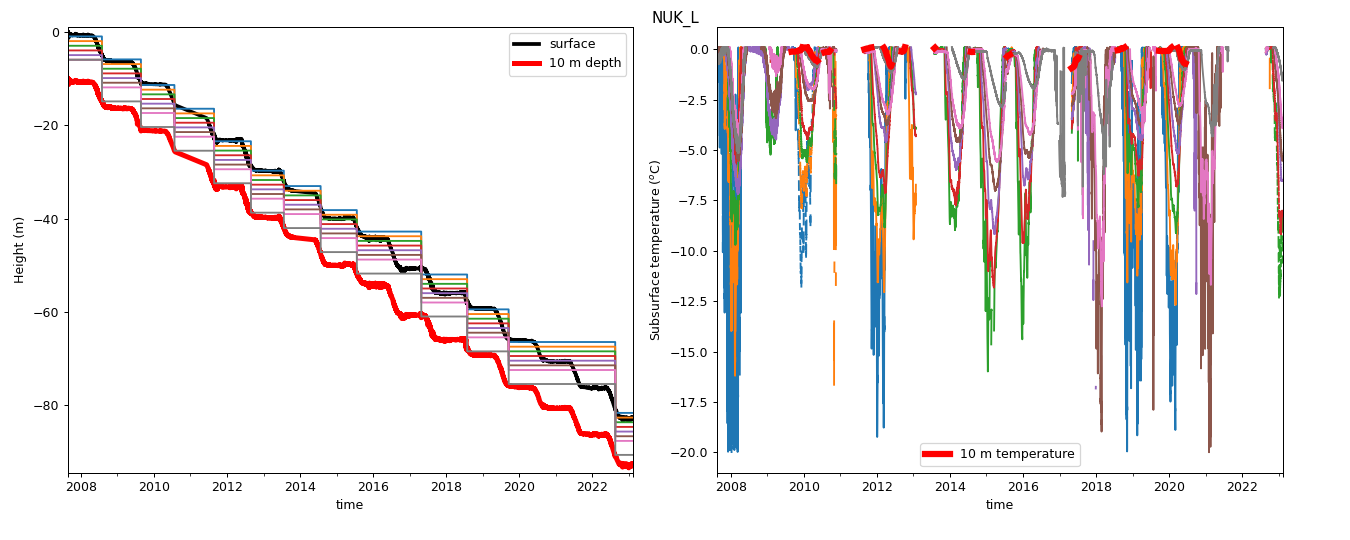 NUK_L
0
−20
−40
−60
−80
Height (m)
2008 2010 2012 2014 2016 2018 2020 2022
time
surface
10 m depth
0.0
−2.5
−5.0
−7.5
−10.0
−12.5
−15.0
−17.5
−20.0
Subsurface temperature (°C)
2008 2010 2012 2014 2016 2018 2020 2022
time
10 m temperature